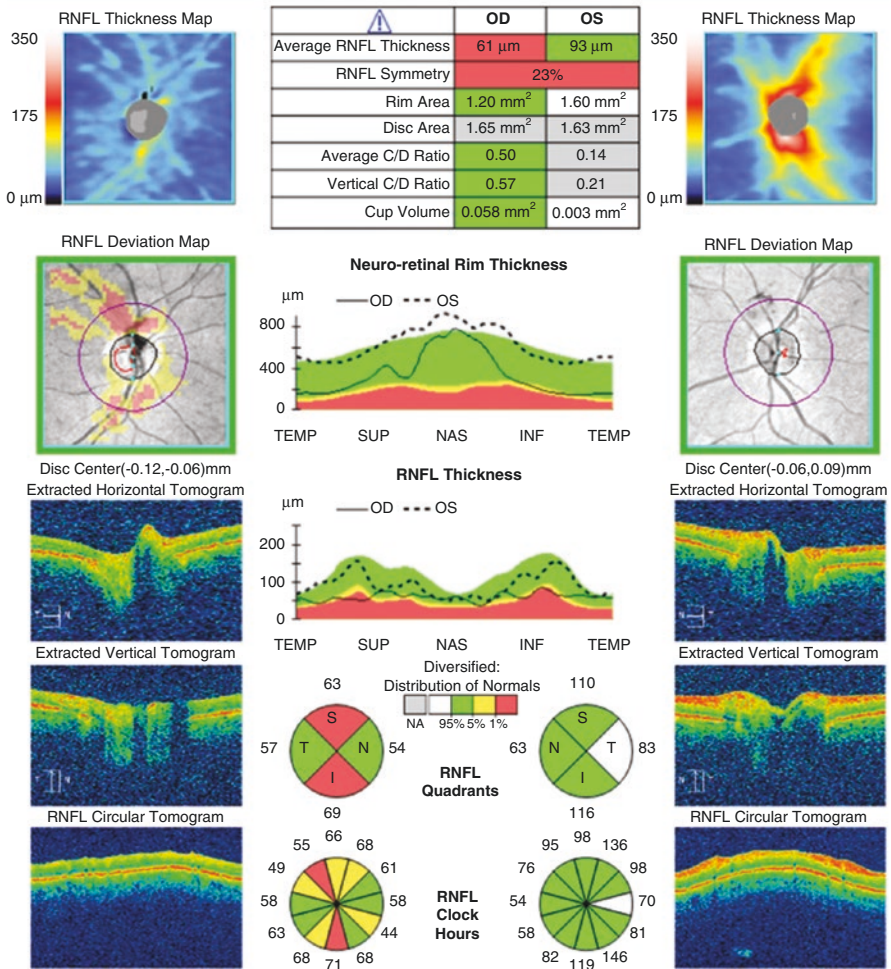 RNFL Thickness Map
350
175
0 μm
OD OS
Average RNFL Thickness 61 μm 93 μm
RNFL Symmetry 23%
Rim Area 1.20 mm² 1.60 mm²
Disc Area 1.65 mm² 1.63 mm²
Average C/D Ratio 0.50 0.14
Vertical C/D Ratio 0.57 0.21
Cup Volume 0.058 mm² 0.003 mm²
RNFL Thickness Map
350
175
0 μm
RNFL Deviation Map
Disc Center(-0.12,-0.06)mm
Neuro-retinal Rim Thickness
μm
OD OS
800
400
0
TEMP SUP NAS INF TEMP
RNFL Deviation Map
Disc Center(-0.06,0.09)mm
Extracted Horizontal Tomogram
RNFL Thickness
μm
OD OS
200
100
0
TEMP SUP NAS INF TEMP
Extracted Horizontal Tomogram
Extracted Vertical Tomogram
Diversified:
Distribution of Normals
NA 95% 5% 1%
Extracted Vertical Tomogram
63
S
57 T N 54
I
69
RNFL
Quadrants
110
S
63 N T 83
I
116
RNFL Circular Tomogram
66
55 68
49 61
58 58
63 44
68 68
71
RNFL
Clock
Hours
98
95 136
76 98
54 70
58 81
82 146
119
RNFL Circular Tomogram